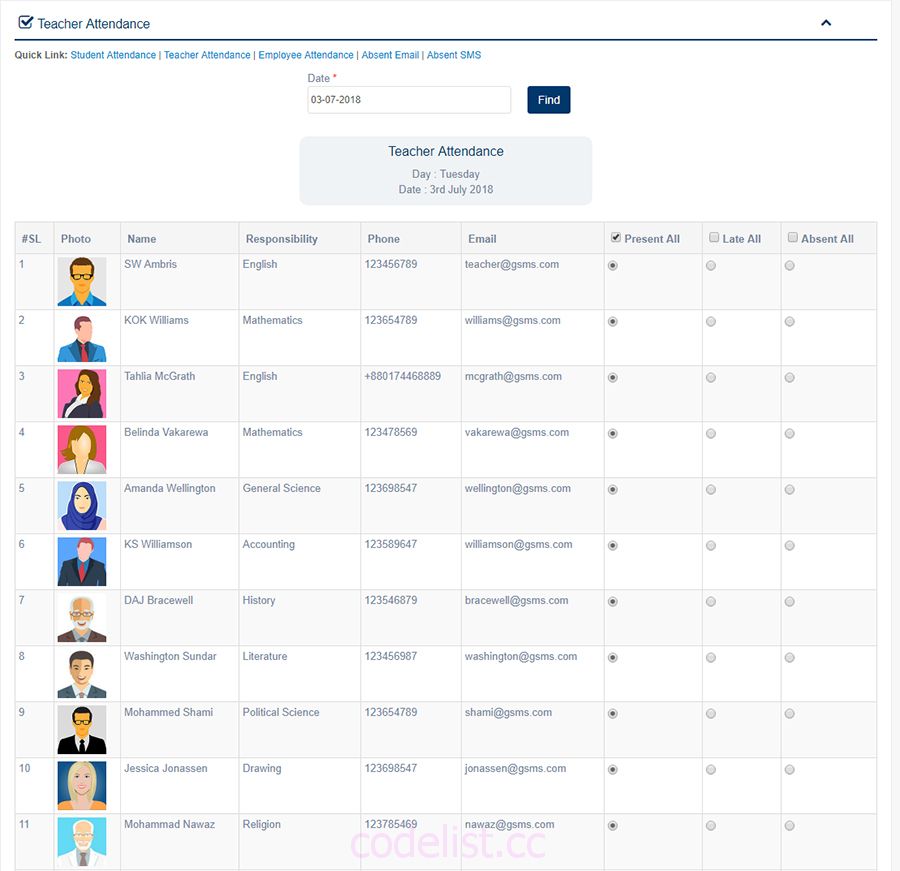 Teacher Attendance
Quick Link: Student Attendance | Teacher Attendance | Employee Attendance | Absent Email | Absent SMS
Date *
03-07-2018 Find
Teacher Attendance
Day : Tuesday
Date : 3rd July 2018
#SL Photo Name Responsibility Phone Email Present All Late All Absent All
1 SW Ambris English 123456789 teacher@gsms.com
2 KOK Williams Mathematics 123654789 williams@gsms.com
3 Tahlia McGrath English +880174468889 mcgrath@gsms.com
4 Belinda Vakarewa Mathematics 123478569 vakarewa@gsms.com
5 Amanda Wellington General Science 123698547 wellington@gsms.com
6 KS Williamson Accounting 123589647 williamson@gsms.com
7 DAJ Bracewell History 123546879 bracewell@gsms.com
8 Washington Sundar Literature 123456987 washington@gsms.com
9 Mohammed Shami Political Science 123654789 shami@gsms.com
10 Jessica Jonassen Drawing 123698547 jonassen@gsms.com
11 Mohammad Nawaz Religion 123785469 nawaz@gsms.com
codelist.cc